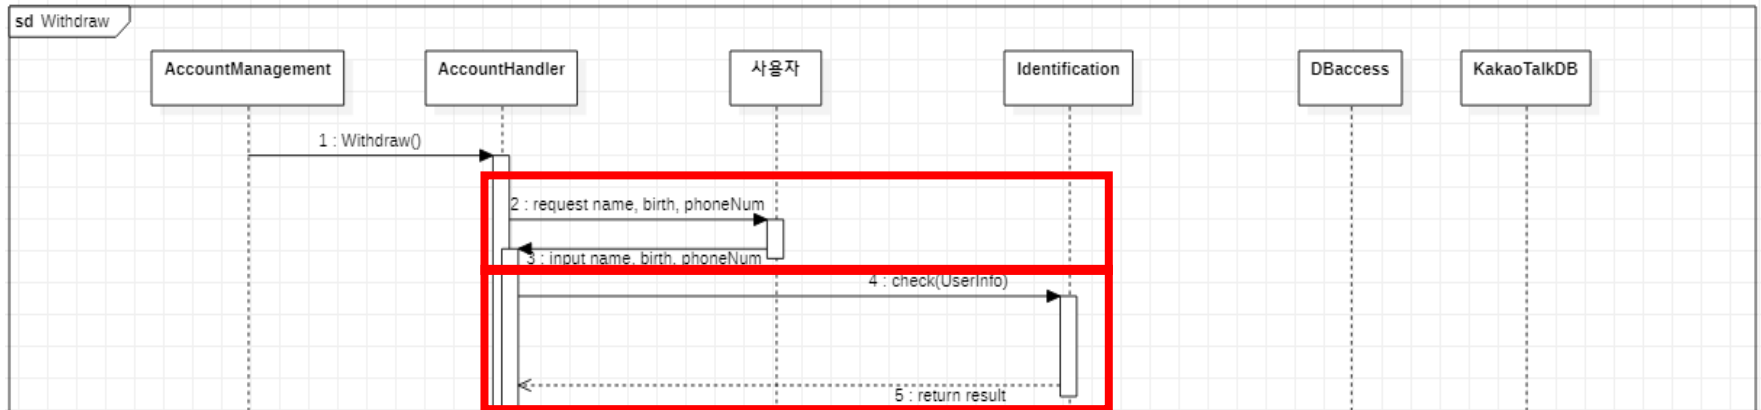 sd Withdraw
AccountManagement
AccountHandler
사용자
Identification
DBaccess
KakaoTalkDB
1 : Withdraw()
2 : request name, birth, phoneNum
3 : input name, birth, phoneNum
4 : check(UserInfo)
5 : return result